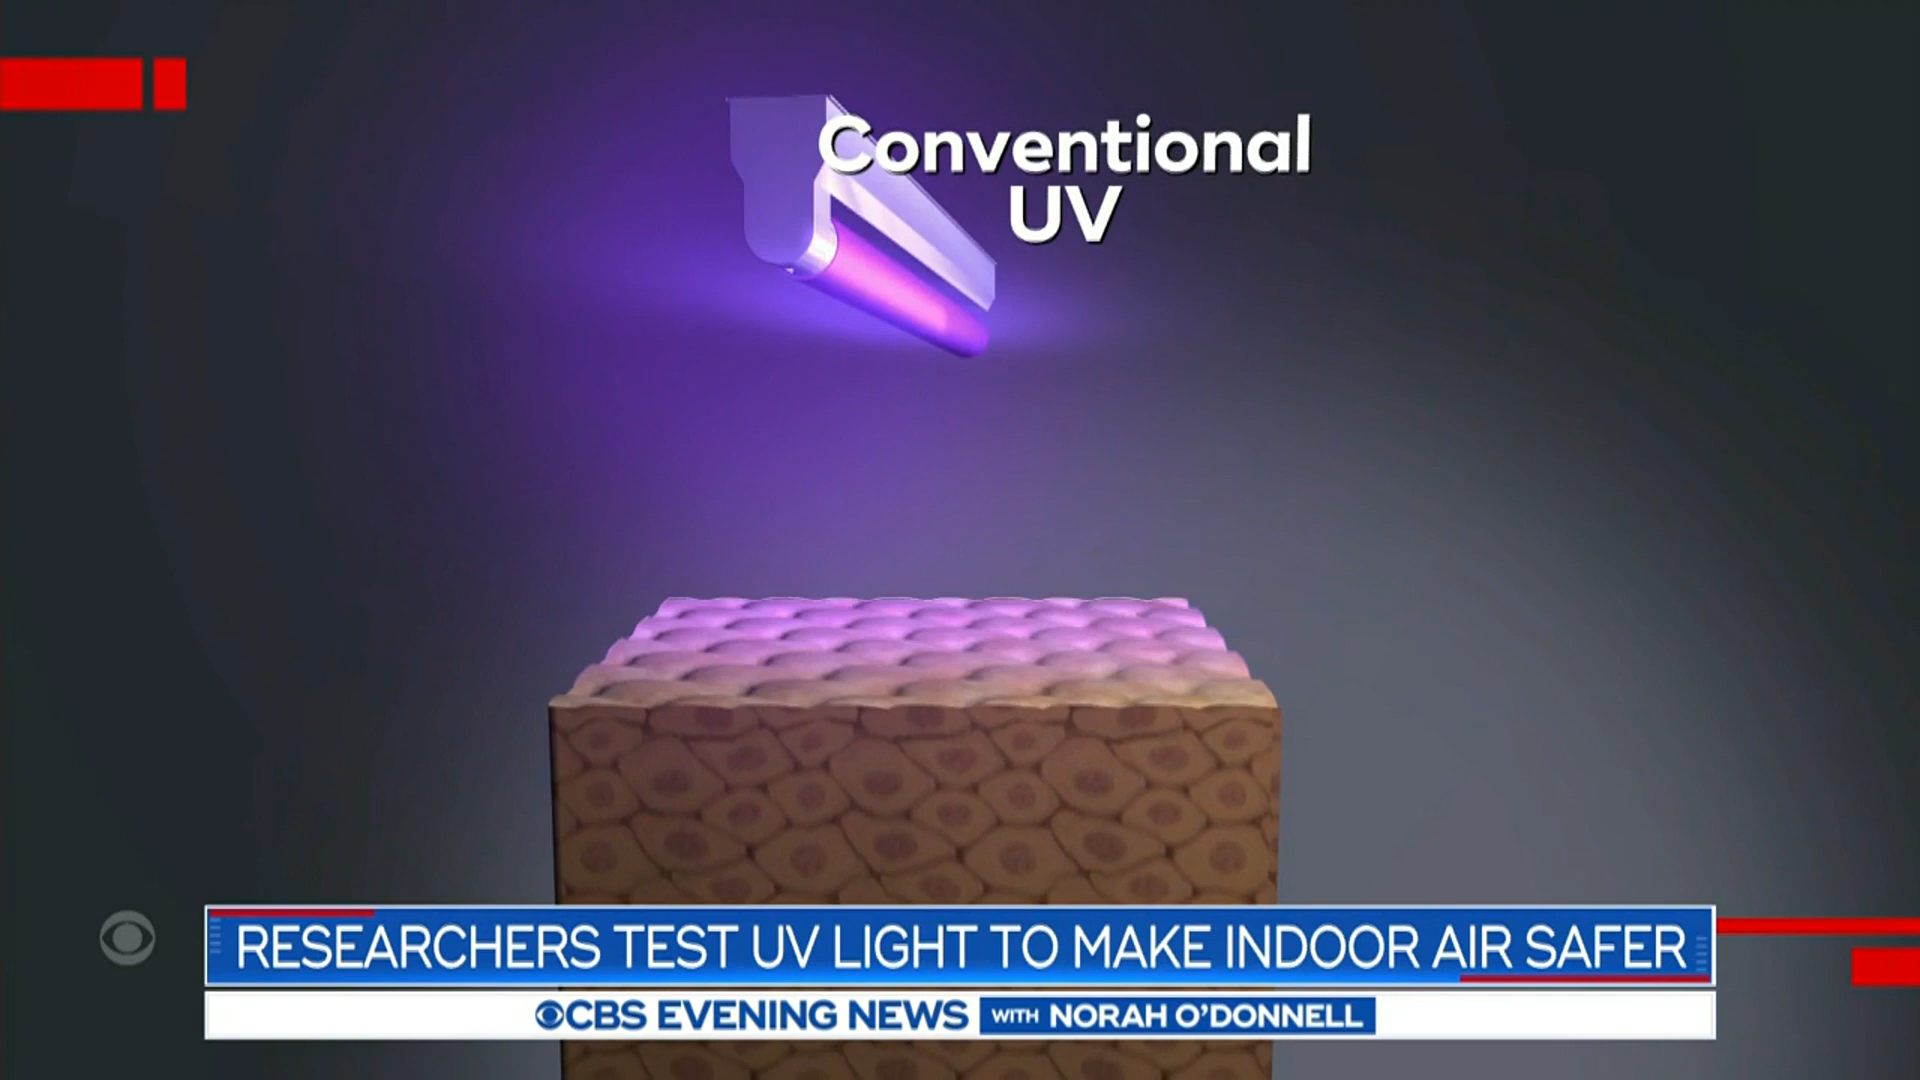 Conventional
UV
RESEARCHERS TEST UV LIGHT TO MAKE INDOOR AIR SAFER
CBS EVENING NEWS WITH NORAH O'DONNELL